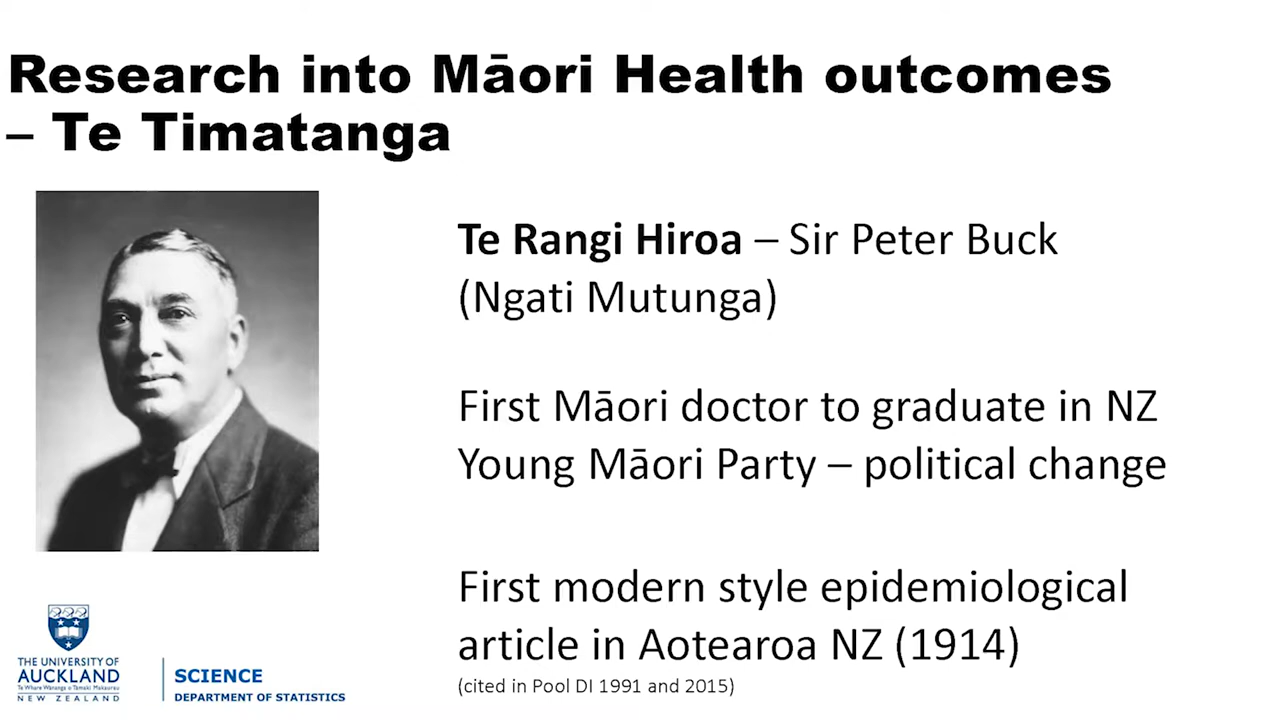 Research into Māori Health outcomes
– Te Timatanga
Te Rangi Hiroa – Sir Peter Buck
(Ngati Mutunga)
First Māori doctor to graduate in NZ
Young Māori Party – political change
First modern style epidemiological
article in Aotearoa NZ (1914)
(cited in Pool DI 1991 and 2015)
THE UNIVERSITY OF
AUCKLAND
Te Whare Wānanga o Tāmaki Makaurau
NEW ZEALAND
SCIENCE
DEPARTMENT OF STATISTICS